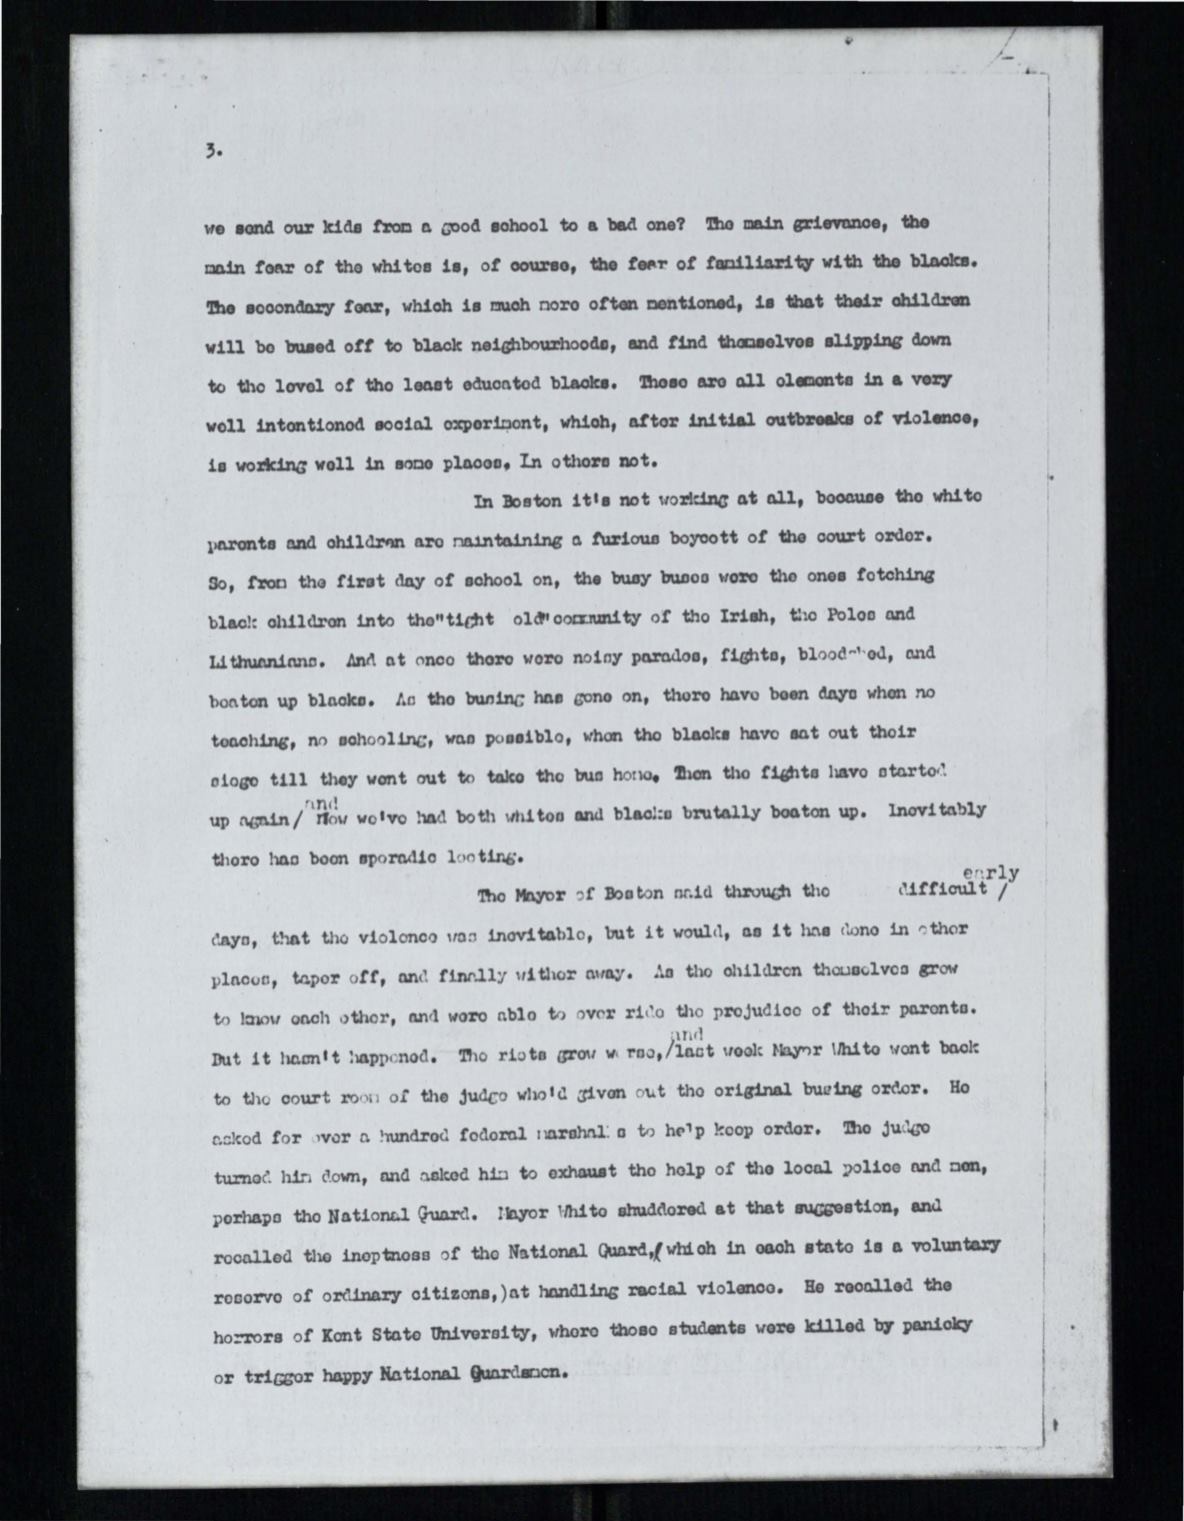 3.
we send our kids from a good school to a bad one? The main grievance, the
main fear of the whites is, of course, the fear of familiarity with the blacks.
The secondary fear, which is much more often mentioned, is that their children
will be bused off to black neighbourhoods, and find themselves slipping down
to the level of the least educated blacks. These are all elements in a very
well intentioned social experiment, which, after initial outbreaks of violence,
is working well in some places. In others not.
In Boston it's not working at all, because the white
parents and children are maintaining a furious boycott of the court order.
So, from the first day of school on, the busy buses were the ones fetching
black children into the"tight old"community of the Irish, the Poles and
Lithuanians. And at once there were noisy parades, fights, bloodshed, and
beaten up blacks. As the busing has gone on, there have been days when no
teaching, no schooling, was possible, when the blacks have sat out their
siege till they went out to take the bus home. Then the fights have started
up again/ and now we've had both whites and blacks brutally beaten up. Inevitably
there has been sporadic looting.
The Mayor of Boston said through the difficult / early
days, that the violence was inevitable, but it would, as it has done in other
places, taper off, and finally wither away. As the children themselves grow
to know each other, and were able to over ride the prejudice of their parents.
But it hasn't happened. The riots grow worse,/and last week Mayor White went back
to the court room of the judge who'd given out the original busing order. He
asked for over a hundred federal marshalls to help keep order. The judge
turned him down, and asked him to exhaust the help of the local police and men,
perhaps the National Guard. Mayor White shuddered at that suggestion, and
recalled the ineptness of the National Guard,(which in each state is a voluntary
reserve of ordinary citizens,)at handling racial violence. He recalled the
horrors of Kent State University, where those students were killed by panicky
or trigger happy National Guardsmen.